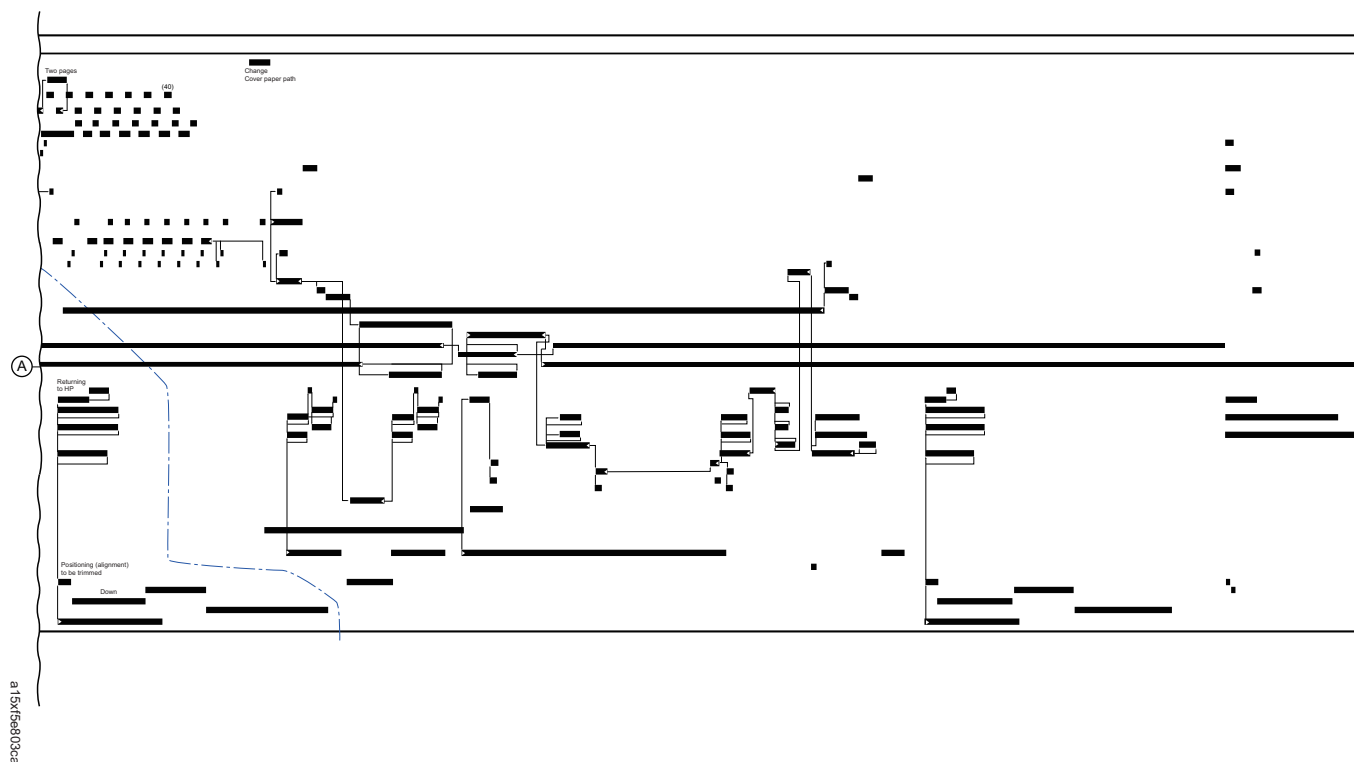 Two pages
Change
Cover paper path
(40)
A
Returning
to HP
Positioning (alignment)
to be trimmed
Down
a15xf5e803ca